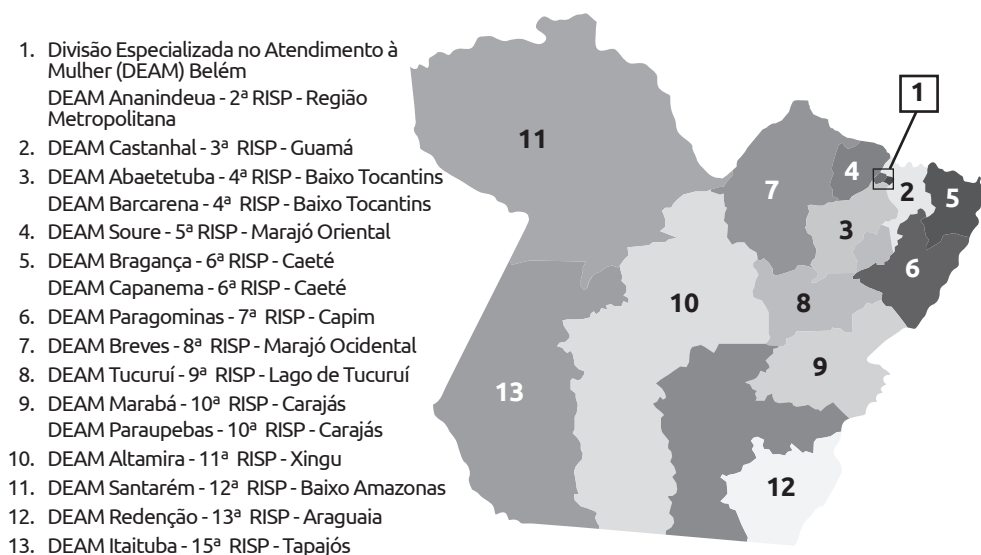 1. Divisão Especializada no Atendimento à
Mulher (DEAM) Belém
DEAM Ananindeua - 2ª RISP - Região
Metropolitana
2. DEAM Castanhal - 3ª RISP - Guamá
3. DEAM Abaetetuba - 4ª RISP - Baixo Tocantins
DEAM Barcarena - 4ª RISP - Baixo Tocantins
4. DEAM Soure - 5ª RISP - Marajó Oriental
5. DEAM Bragança - 6ª RISP - Caeté
DEAM Capanema - 6ª RISP - Caeté
6. DEAM Paragominas - 7ª RISP - Capim
7. DEAM Breves - 8ª RISP - Marajó Ocidental
8. DEAM Tucuruí - 9ª RISP - Lago de Tucuruí
9. DEAM Marabá - 10ª RISP - Carajás
DEAM Paraupebas - 10ª RISP - Carajás
10. DEAM Altamira - 11ª RISP - Xingu
11. DEAM Santarém - 12ª RISP - Baixo Amazonas
12. DEAM Redenção - 13ª RISP - Araguaia
13. DEAM Itaituba - 15ª RISP - Tapajós
1
11
4
7
2
5
3
6
10
8
9
13
12